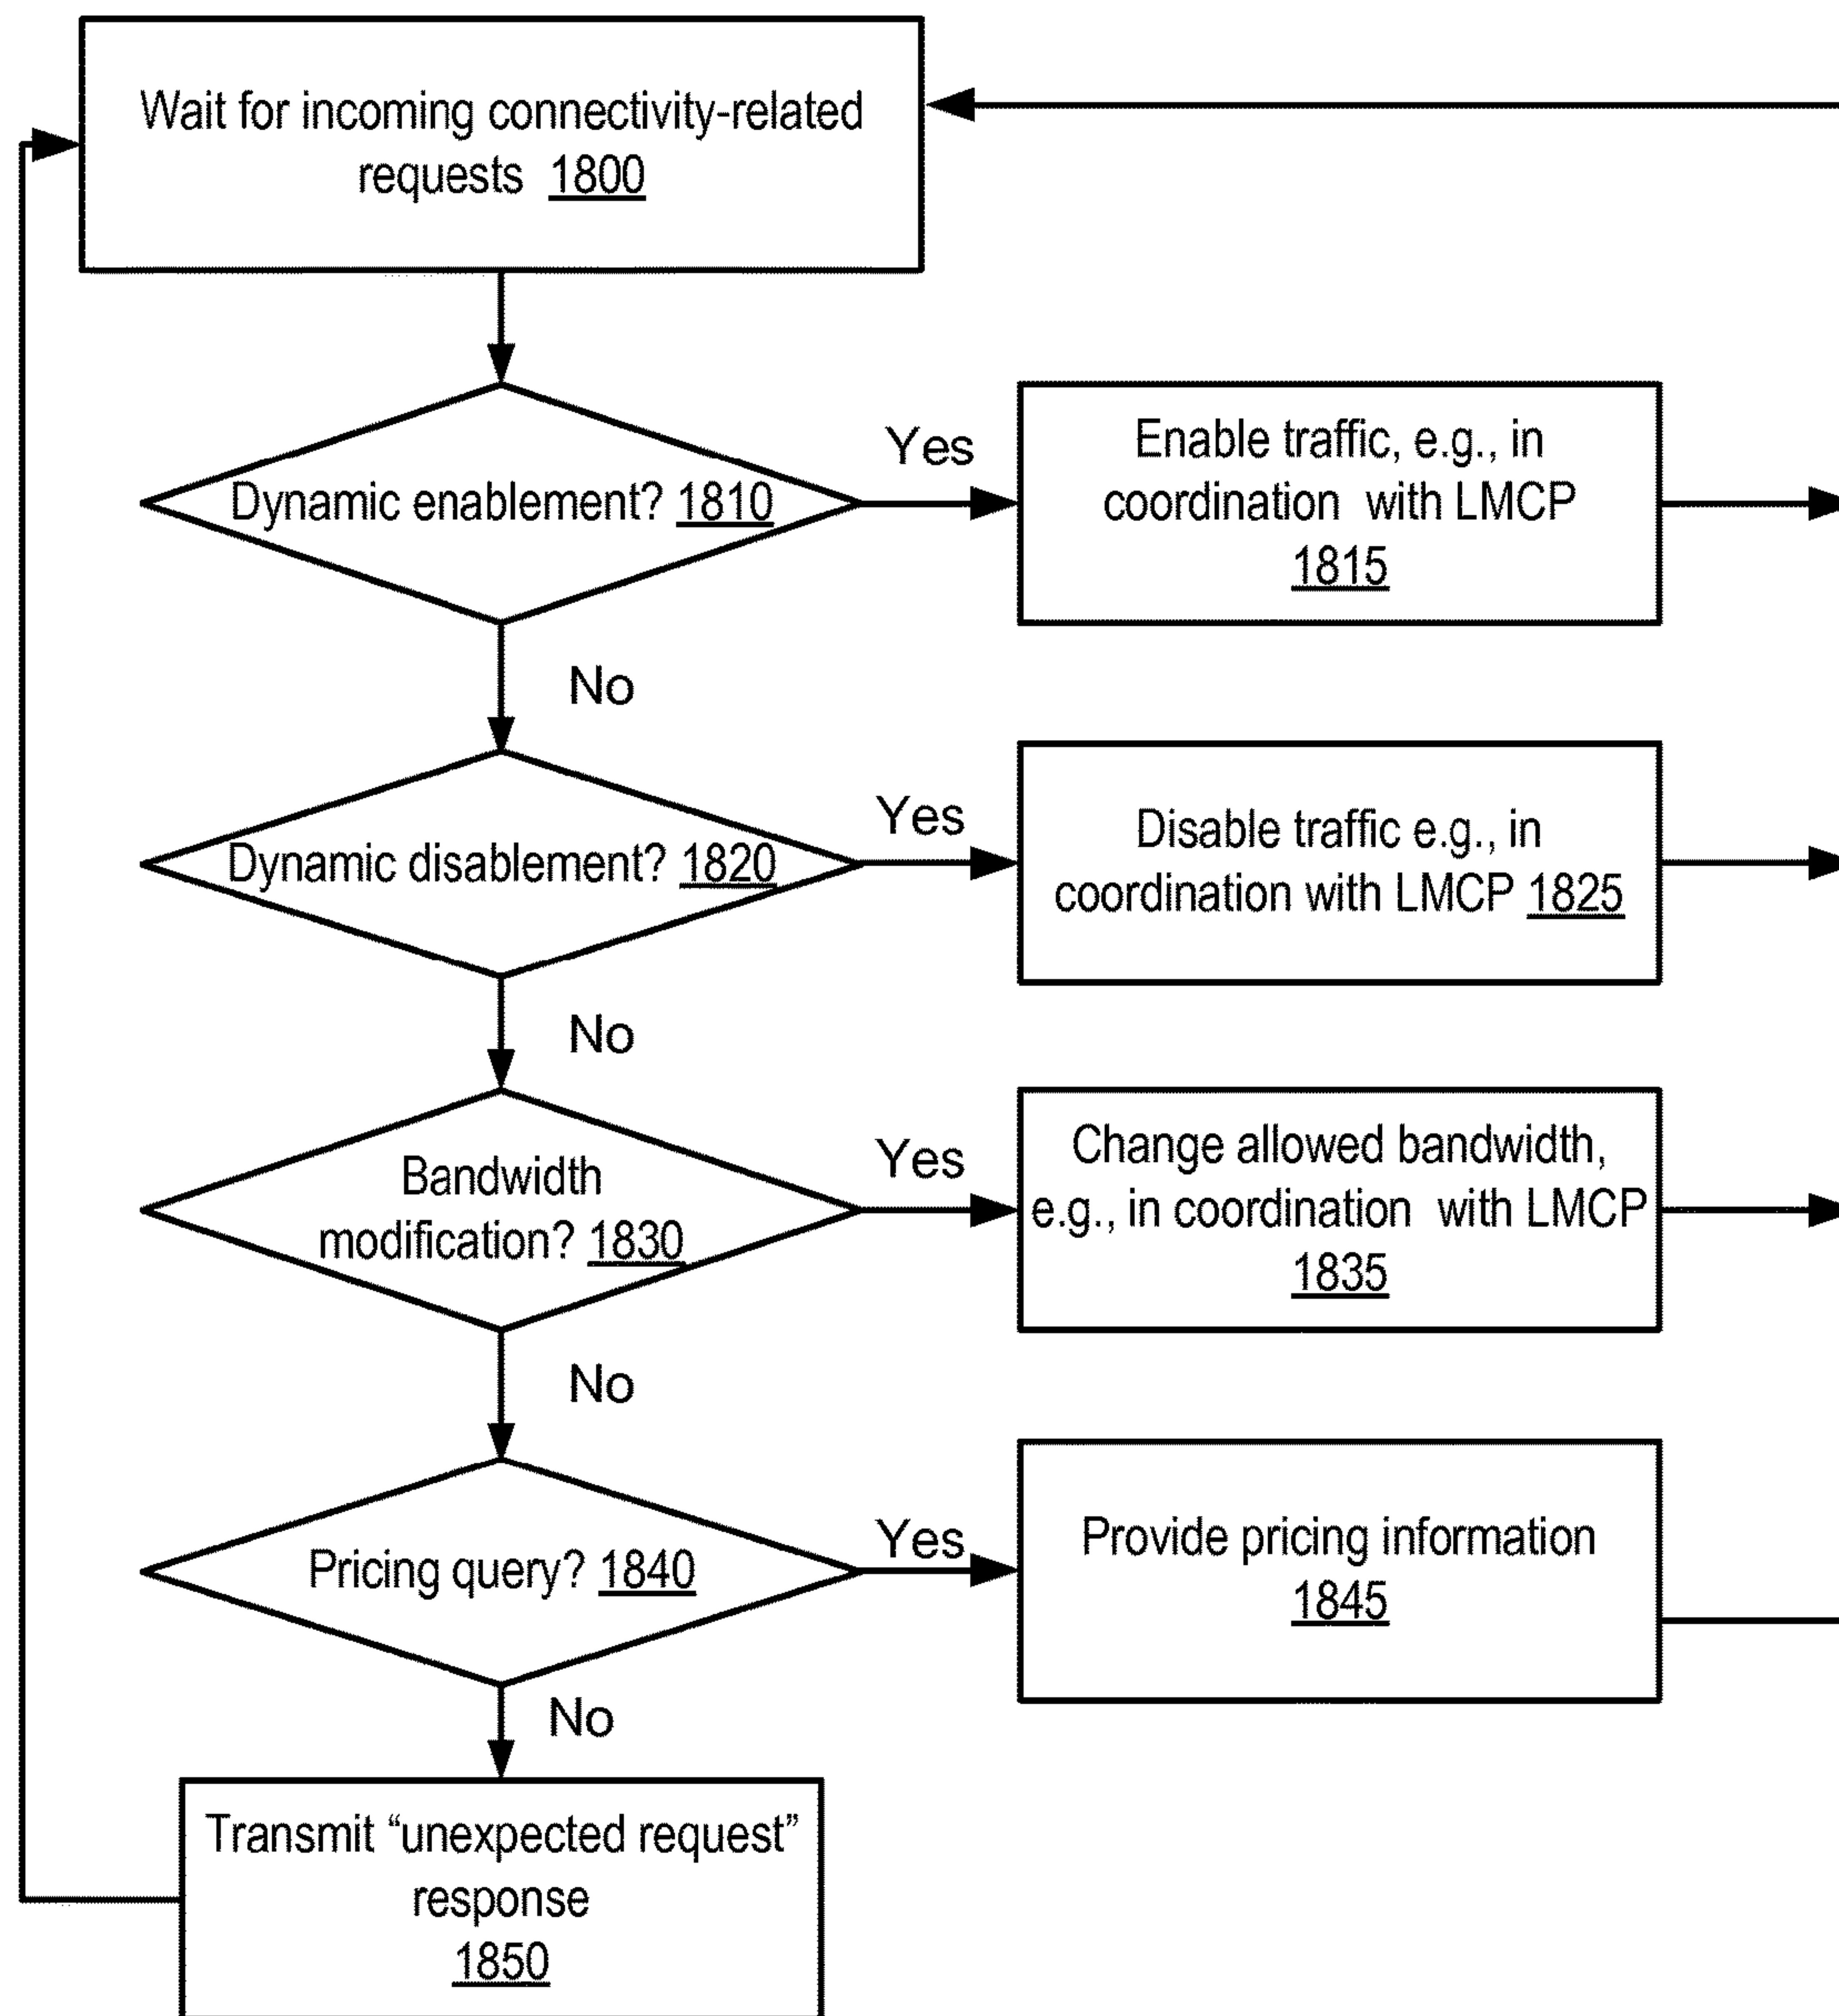 Wait for incoming connectivity-related
requests 1800
Dynamic enablement? 1810
Yes
Enable traffic, e.g., in
coordination with LMCP
1815
No
Dynamic disablement? 1820
Yes
Disable traffic e.g., in
coordination with LMCP 1825
No
Bandwidth
modification? 1830
Yes
Change allowed bandwidth,
e.g., in coordination with LMCP
1835
No
Pricing query? 1840
Yes
Provide pricing information
1845
No
Transmit “unexpected request”
response
1850